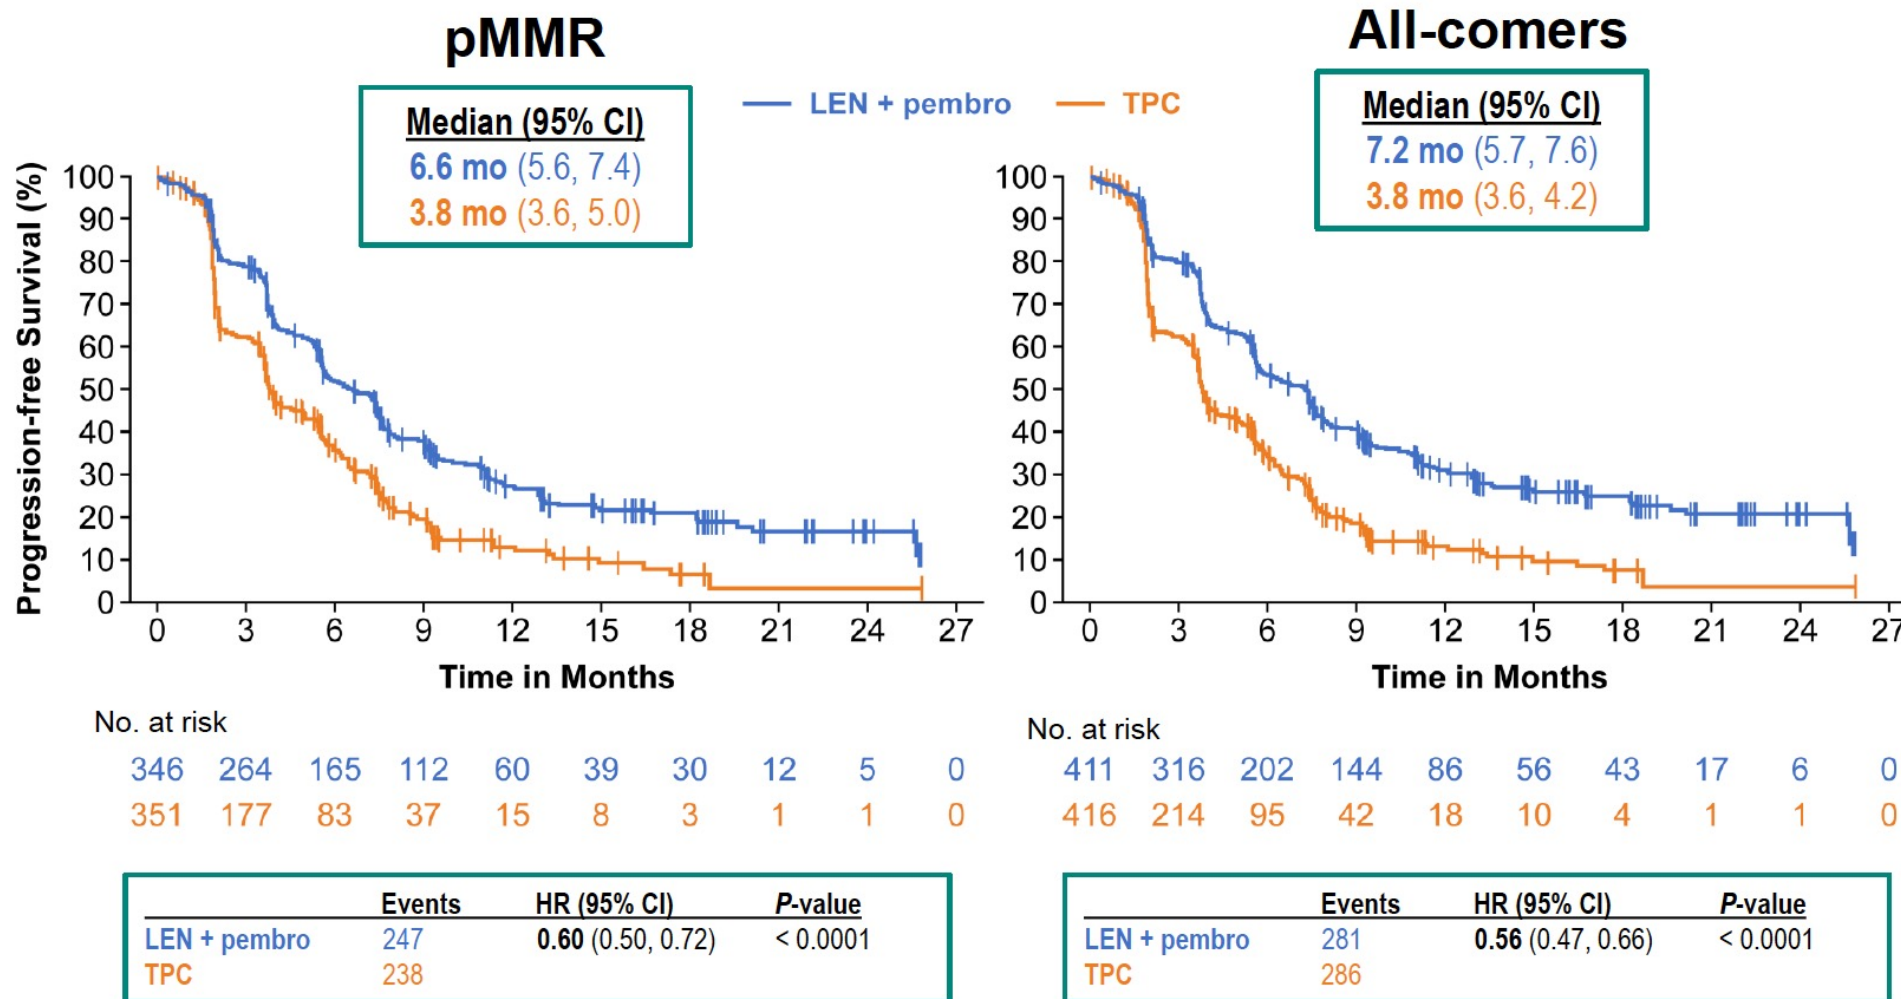 pMMR
All-comers
Median (95% CI)
6.6 mo (5.6, 7.4)
3.8 mo (3.6, 5.0)
LEN + pembro
TPC
Median (95% CI)
7.2 mo (5.7, 7.6)
3.8 mo (3.6, 4.2)
Progression-free Survival (%)
100
90
80
70
60
50
40
30
20
10
0
0 3 6 9 12 15 18 21 24 27
Time in Months
100
90
80
70
60
50
40
30
20
10
0
0 3 6 9 12 15 18 21 24 27
Time in Months
No. at risk
346 264 165 112 60 39 30 12 5 0
351 177 83 37 15 8 3 1 1 0
No. at risk
411 316 202 144 86 56 43 17 6 0
416 214 95 42 18 10 4 1 1 0
Events HR (95% CI) P-value
LEN + pembro 247 0.60 (0.50, 0.72) < 0.0001
TPC 238
Events HR (95% CI) P-value
LEN + pembro 281 0.56 (0.47, 0.66) < 0.0001
TPC 286